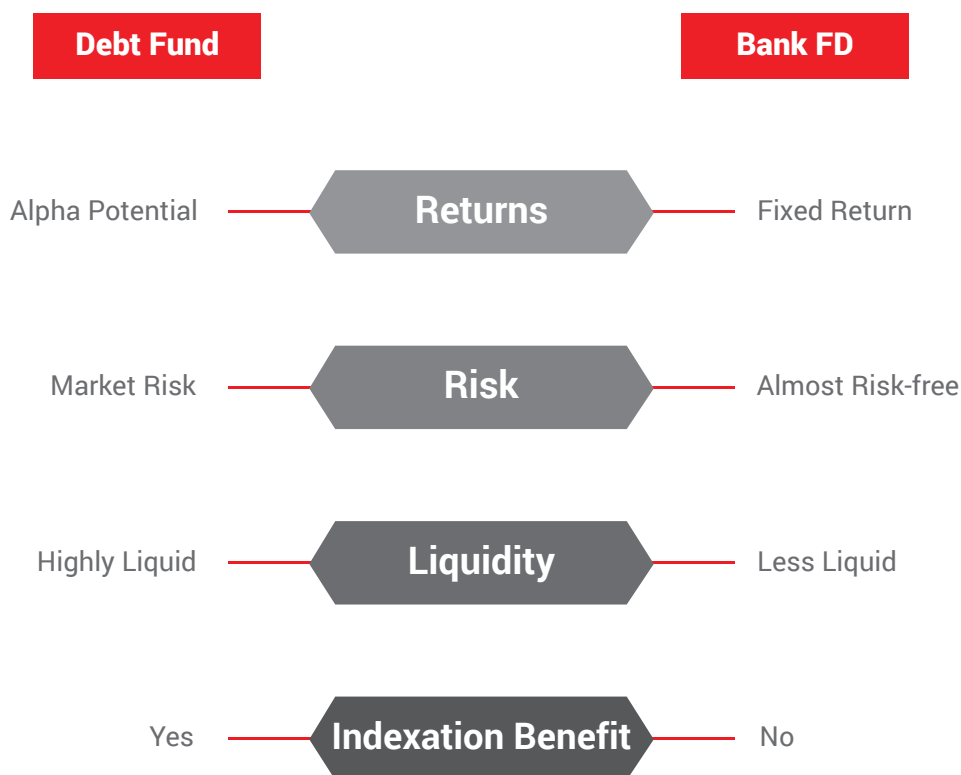 Debt Fund Bank FD
Alpha Potential Returns Fixed Return
Market Risk Risk Almost Risk-free
Highly Liquid Liquidity Less Liquid
Yes Indexation Benefit No